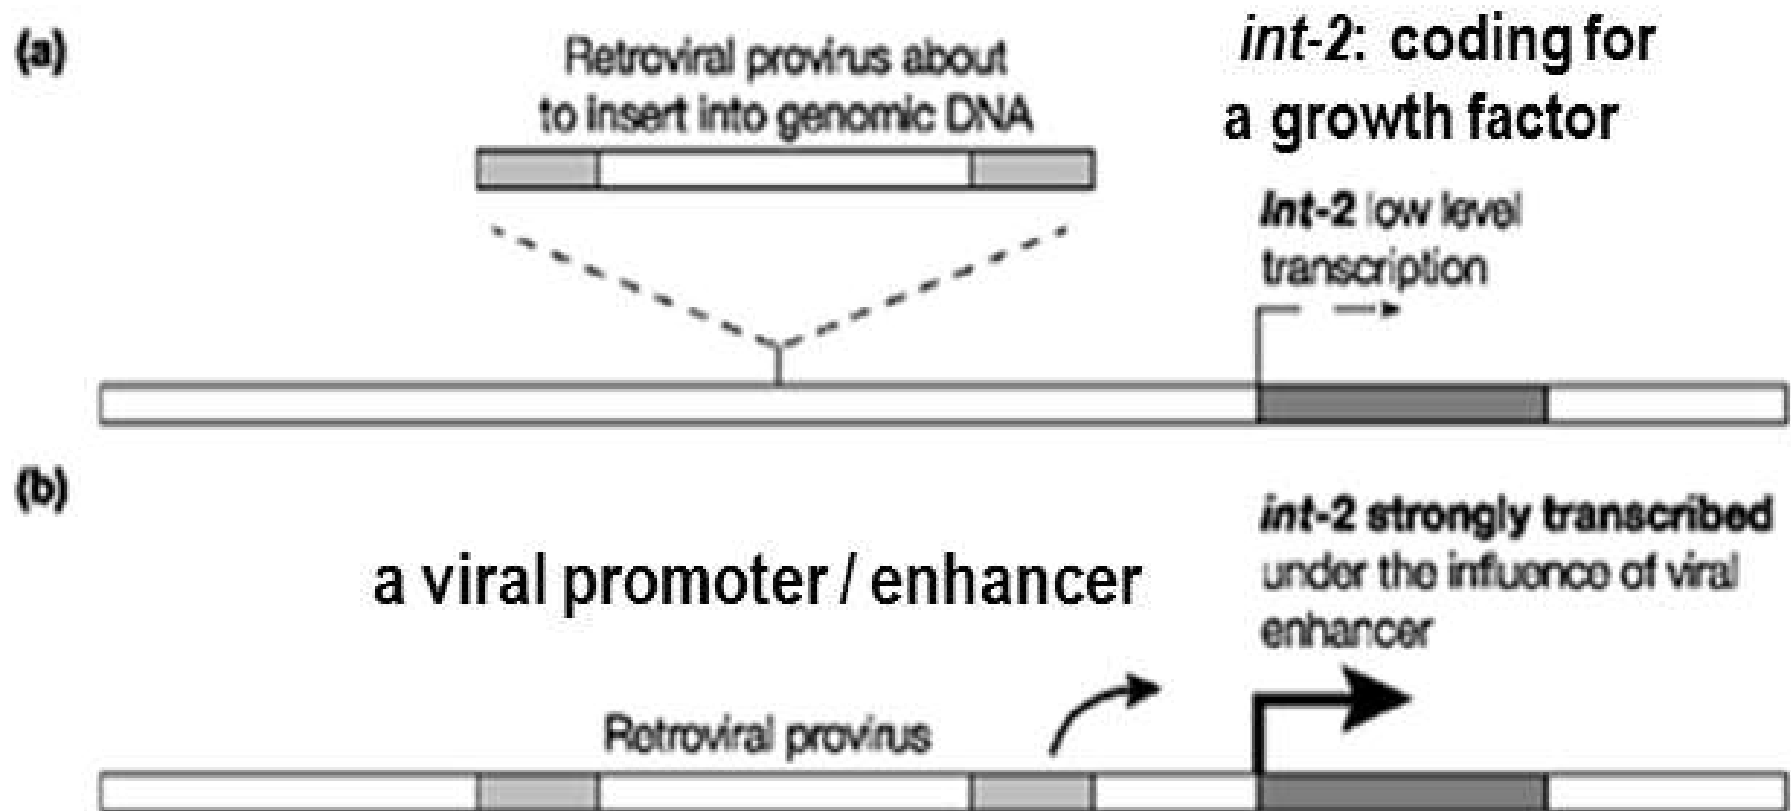 (a)
Retroviral provirus about
to insert into genomic DNA
int-2: coding for
a growth factor
Int-2 low level
transcription
(b)
a viral promoter / enhancer
int-2 strongly transcribed
under the influence of viral
enhancer
Retroviral provirus